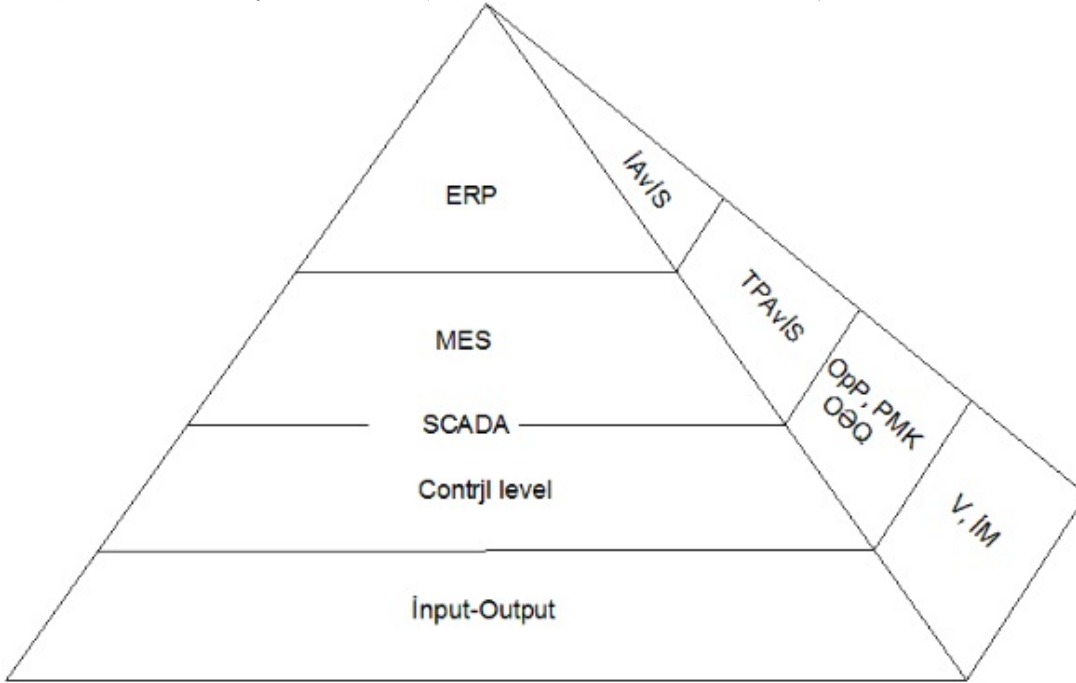 ERP
İAvİS
MES
TPAvİS
SCADA
OpP, PMK
OƏQ
Contrjl level
V, İM
İnput-Output